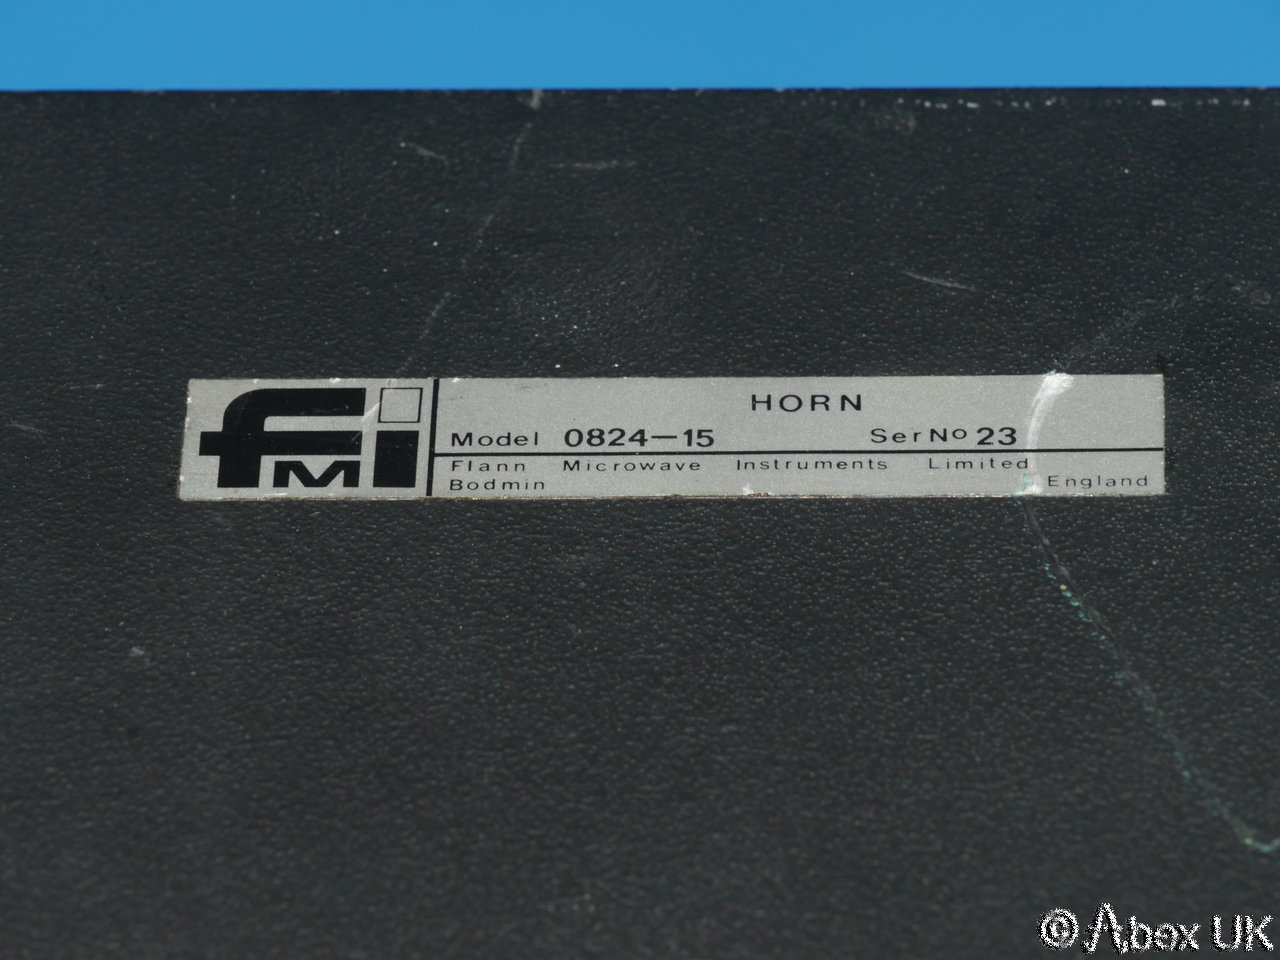 fMi
HORN
Model 0824-15 Ser No 23
Flann Microwave Instruments Limited
Bodmin England
© Abex UK